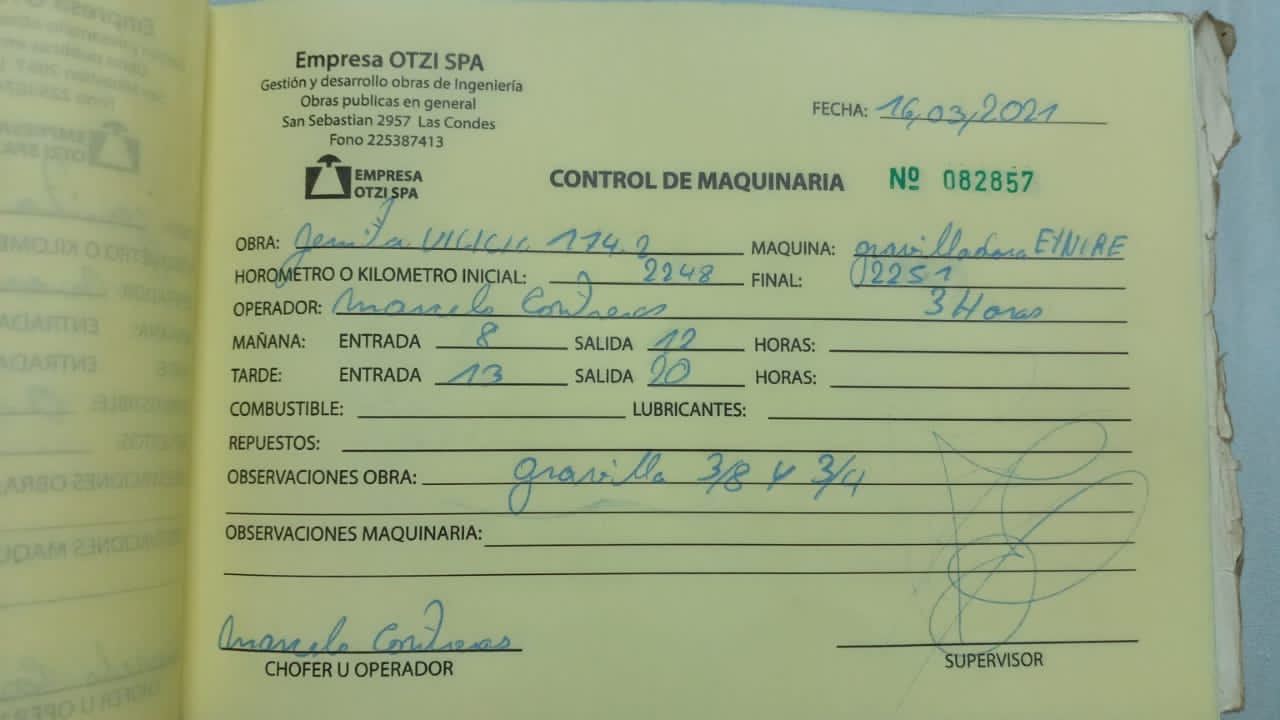 Empresa OTZI SPA
Gestión y desarrollo obras de Ingeniería
Obras publicas en general
San Sebastian 2957 Las Condes
Fono 225387413
FECHA: 16,03,2021
EMPRESA
OTZI SPA
CONTROL DE MAQUINARIA Nº 082857
OBRA: 174.2 MAQUINA: gravilladora
HOROMETRO O KILOMETRO INICIAL: 2248 FINAL: 2251
OPERADOR: Marcelo Contreras 3 Horas
MAÑANA: ENTRADA 8 SALIDA 12 HORAS:
TARDE: ENTRADA 13 SALIDA 20 HORAS:
COMBUSTIBLE: LUBRICANTES:
REPUESTOS:
OBSERVACIONES OBRA: gravilla 3/8 y 3/4
OBSERVACIONES MAQUINARIA:
Marcelo Contreras
CHOFER U OPERADOR
SUPERVISOR